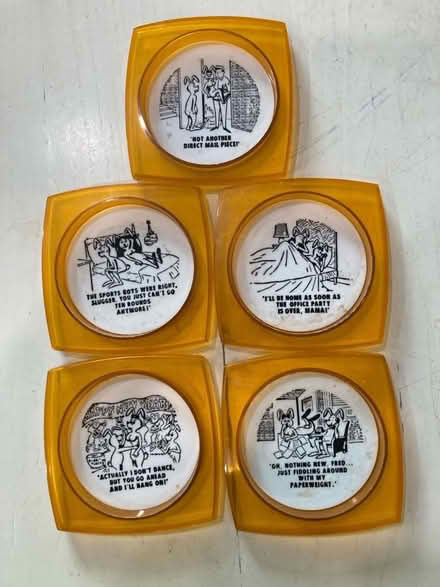 "NOT ANOTHER
DIRECT MAIL PIECE!"
THE SPORTS BOYS WERE RIGHT,
SLUGGER. YOU JUST CAN'T GO
TEN ROUNDS
ANYMORE!"
"I'LL BE HOME AS SOON AS
THE OFFICE PARTY
IS OVER, MAMA!"
HAPPY NEW YEAR
"ACTUALLY I DON'T DANCE,
BUT YOU GO AHEAD
AND I'LL HANG ON!"
"OH, NOTHING NEW, FRED...
JUST FIDDLING AROUND
WITH MY
PAPERWEIGHT."